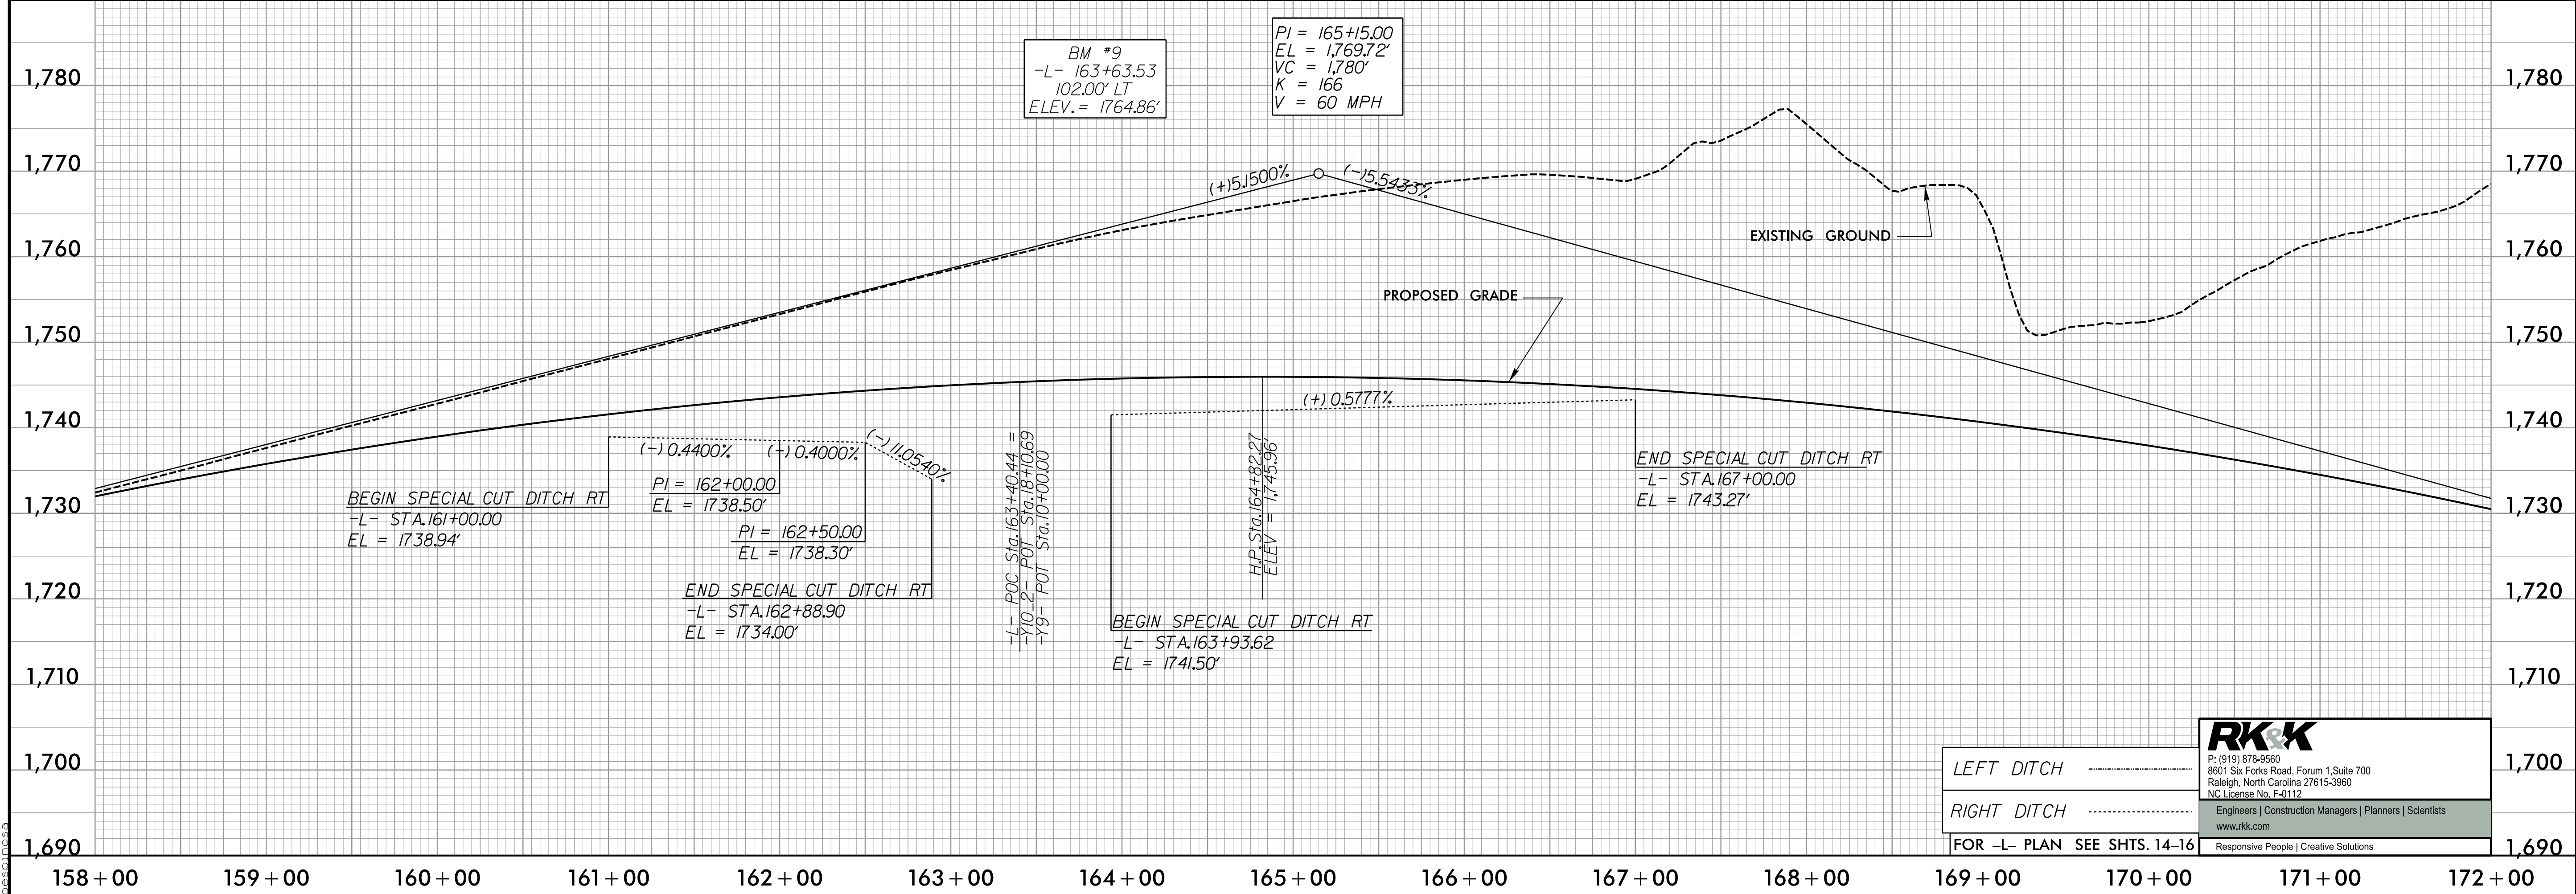 BM #9
-L- 163+63.53
102.00' LT
ELEV. = 1764.86'
PI = 165+15.00
EL = 1,769.72'
VC = 1,780'
K = 166
V = 60 MPH
1,780
1,780
1,770
1,770
1,760
1,760
1,750
1,750
1,740
1,740
1,730
1,730
1,720
1,720
1,710
1,710
1,700
1,700
1,690
1,690
(+)5.1500%
(-)5.5433%
EXISTING GROUND
PROPOSED GRADE
(-) 0.4400%
(-) 0.4000%
(-) 11.0540%
(+) 0.5777%
BEGIN SPECIAL CUT DITCH RT
-L- STA.161+00.00
EL = 1738.94'
PI = 162+00.00
EL = 1738.50'
PI = 162+50.00
EL = 1738.30'
END SPECIAL CUT DITCH RT
-L- STA.162+88.90
EL = 1734.00'
-L- POC Sta.163+40.44 =
-Y10_2- POT Sta.18+10.69
-Y9- POT Sta.10+00.00
H.P.Sta.164+82.27
ELEV = 1,745.96'
BEGIN SPECIAL CUT DITCH RT
-L- STA.163+93.62
EL = 1741.50'
END SPECIAL CUT DITCH RT
-L- STA.167+00.00
EL = 1743.27'
LEFT DITCH
RIGHT DITCH
FOR -L- PLAN SEE SHTS. 14-16
RK&K
P: (919) 878-9560
8601 Six Forks Road, Forum 1,Suite 700
Raleigh, North Carolina 27615-3960
NC License No. F-0112
Engineers | Construction Managers | Planners | Scientists
www.rkk.com
Responsive People | Creative Solutions
158+00 159+00 160+00 161+00 162+00 163+00 164+00 165+00 166+00 167+00 168+00 169+00 170+00 171+00 172+00